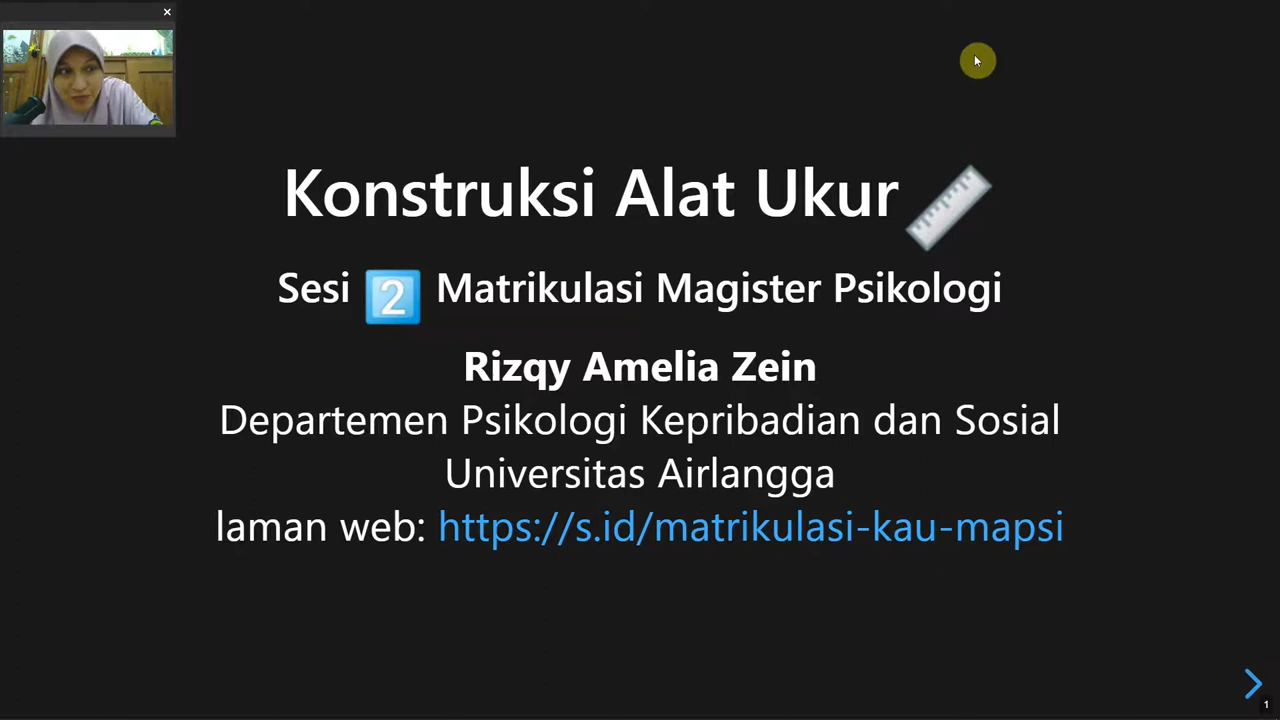 Konstruksi Alat Ukur
Sesi 2 Matrikulasi Magister Psikologi
Rizqy Amelia Zein
Departemen Psikologi Kepribadian dan Sosial
Universitas Airlangga
laman web: https://s.id/matrikulasi-kau-mapsi
1